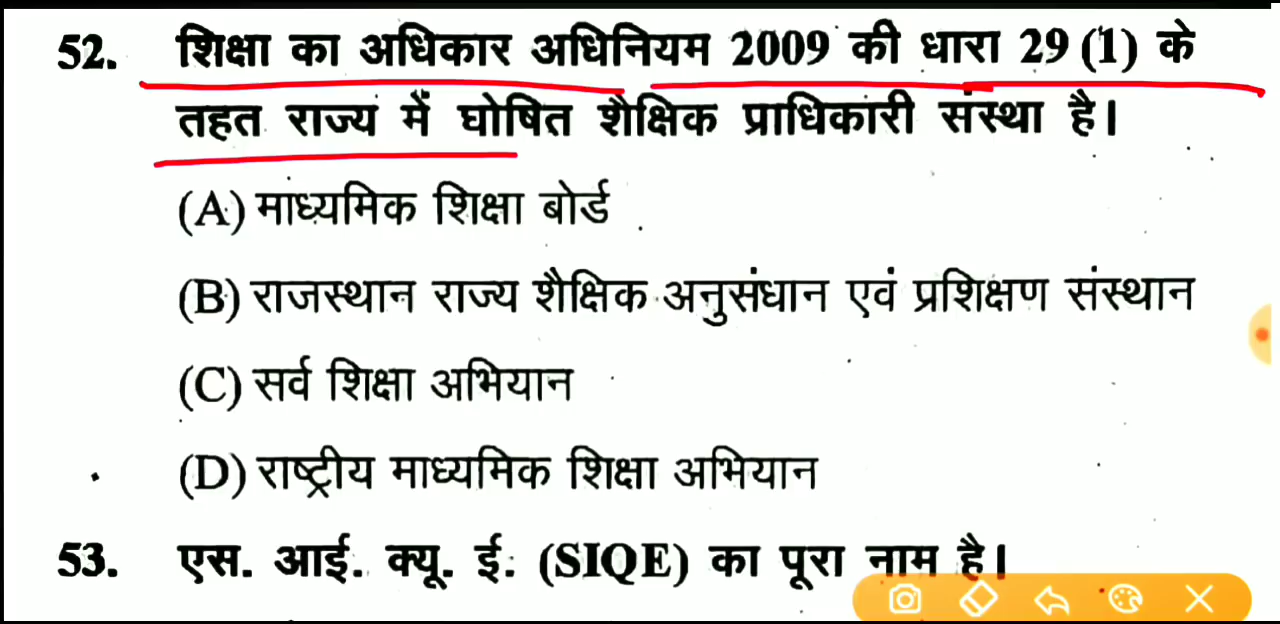 52. शिक्षा का अधिकार अधिनियम 2009 की धारा 29 (1) के
तहत राज्य में घोषित शैक्षिक प्राधिकारी संस्था है।
(A) माध्यमिक शिक्षा बोर्ड
(B) राजस्थान राज्य शैक्षिक अनुसंधान एवं प्रशिक्षण संस्थान
(C) सर्व शिक्षा अभियान
(D) राष्ट्रीय माध्यमिक शिक्षा अभियान
53. एस. आई. क्यू. ई. (SIQE) का पूरा नाम है।